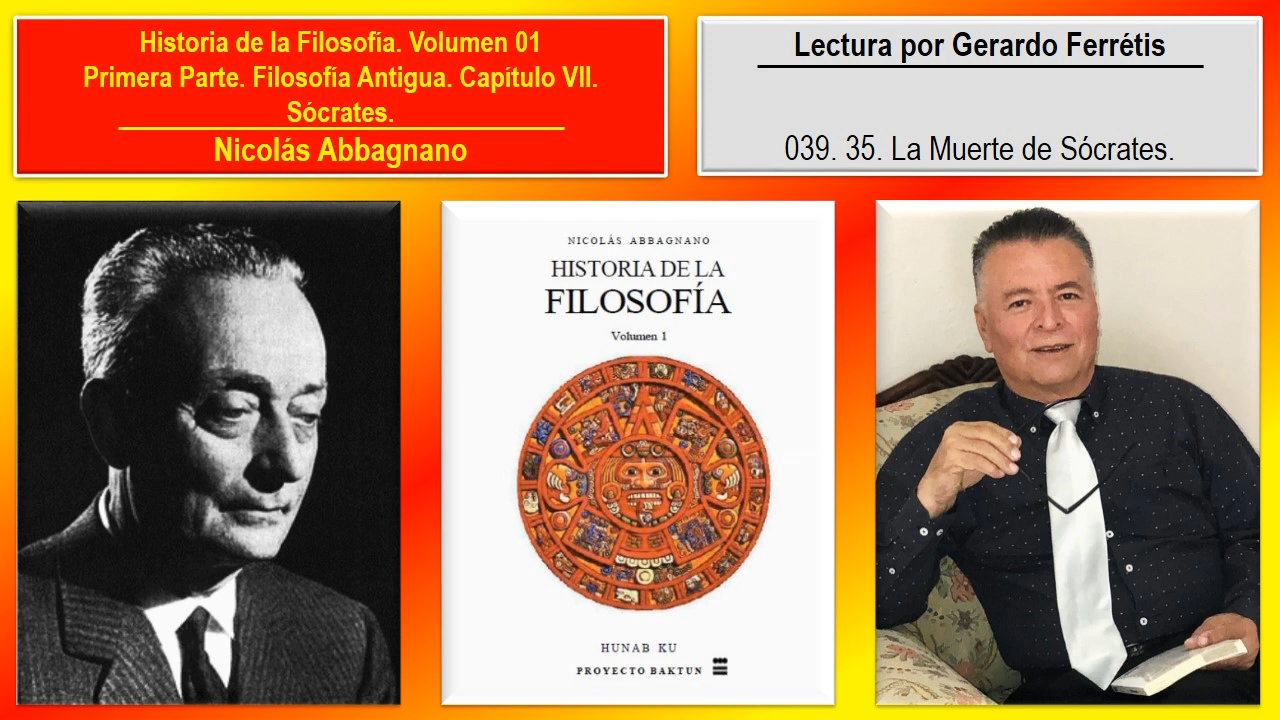 Historia de la Filosofía. Volumen 01
Primera Parte. Filosofía Antigua. Capítulo VII.
Sócrates.
Nicolás Abbagnano
Lectura por Gerardo Ferrétis
039. 35. La Muerte de Sócrates.
NICOLÁS ABBAGNANO
HISTORIA DE LA
FILOSOFÍA
Volumen 1
HUNAB KU
PROYECTO BAKTUN